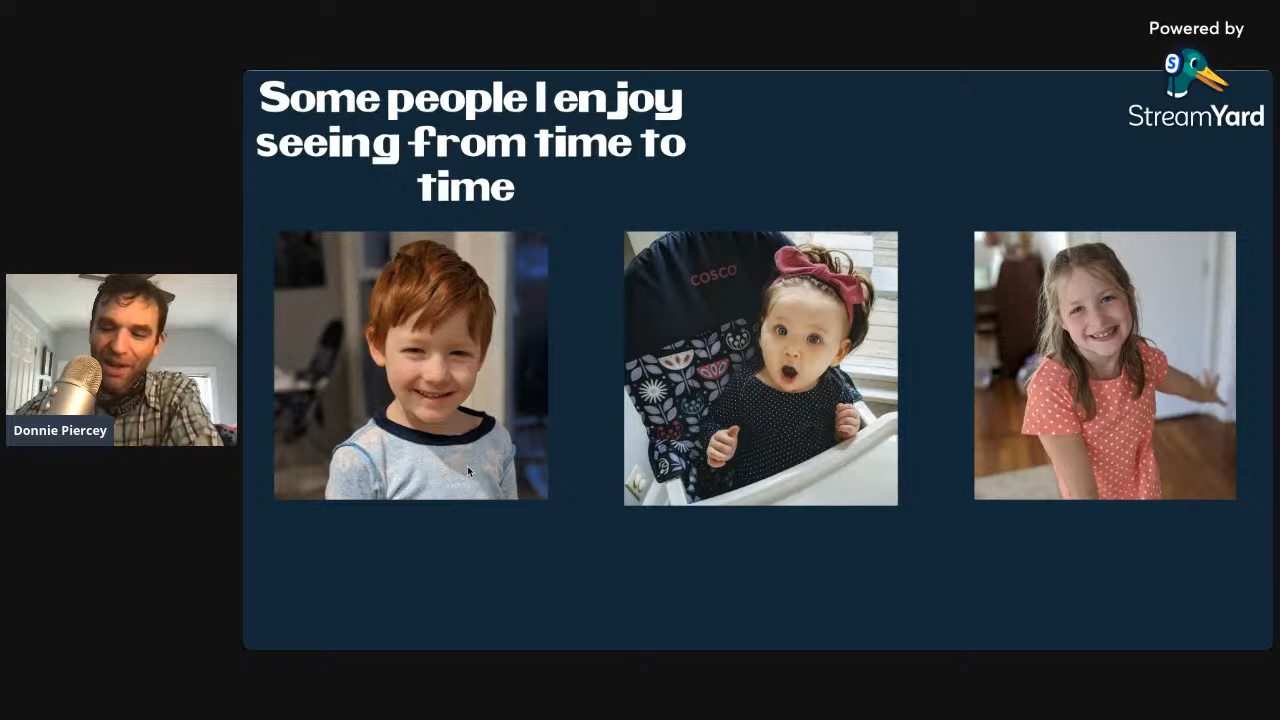 Powered by
StreamYard
Some people I enjoy
seeing from time to
time
COSCO
Donnie Piercey